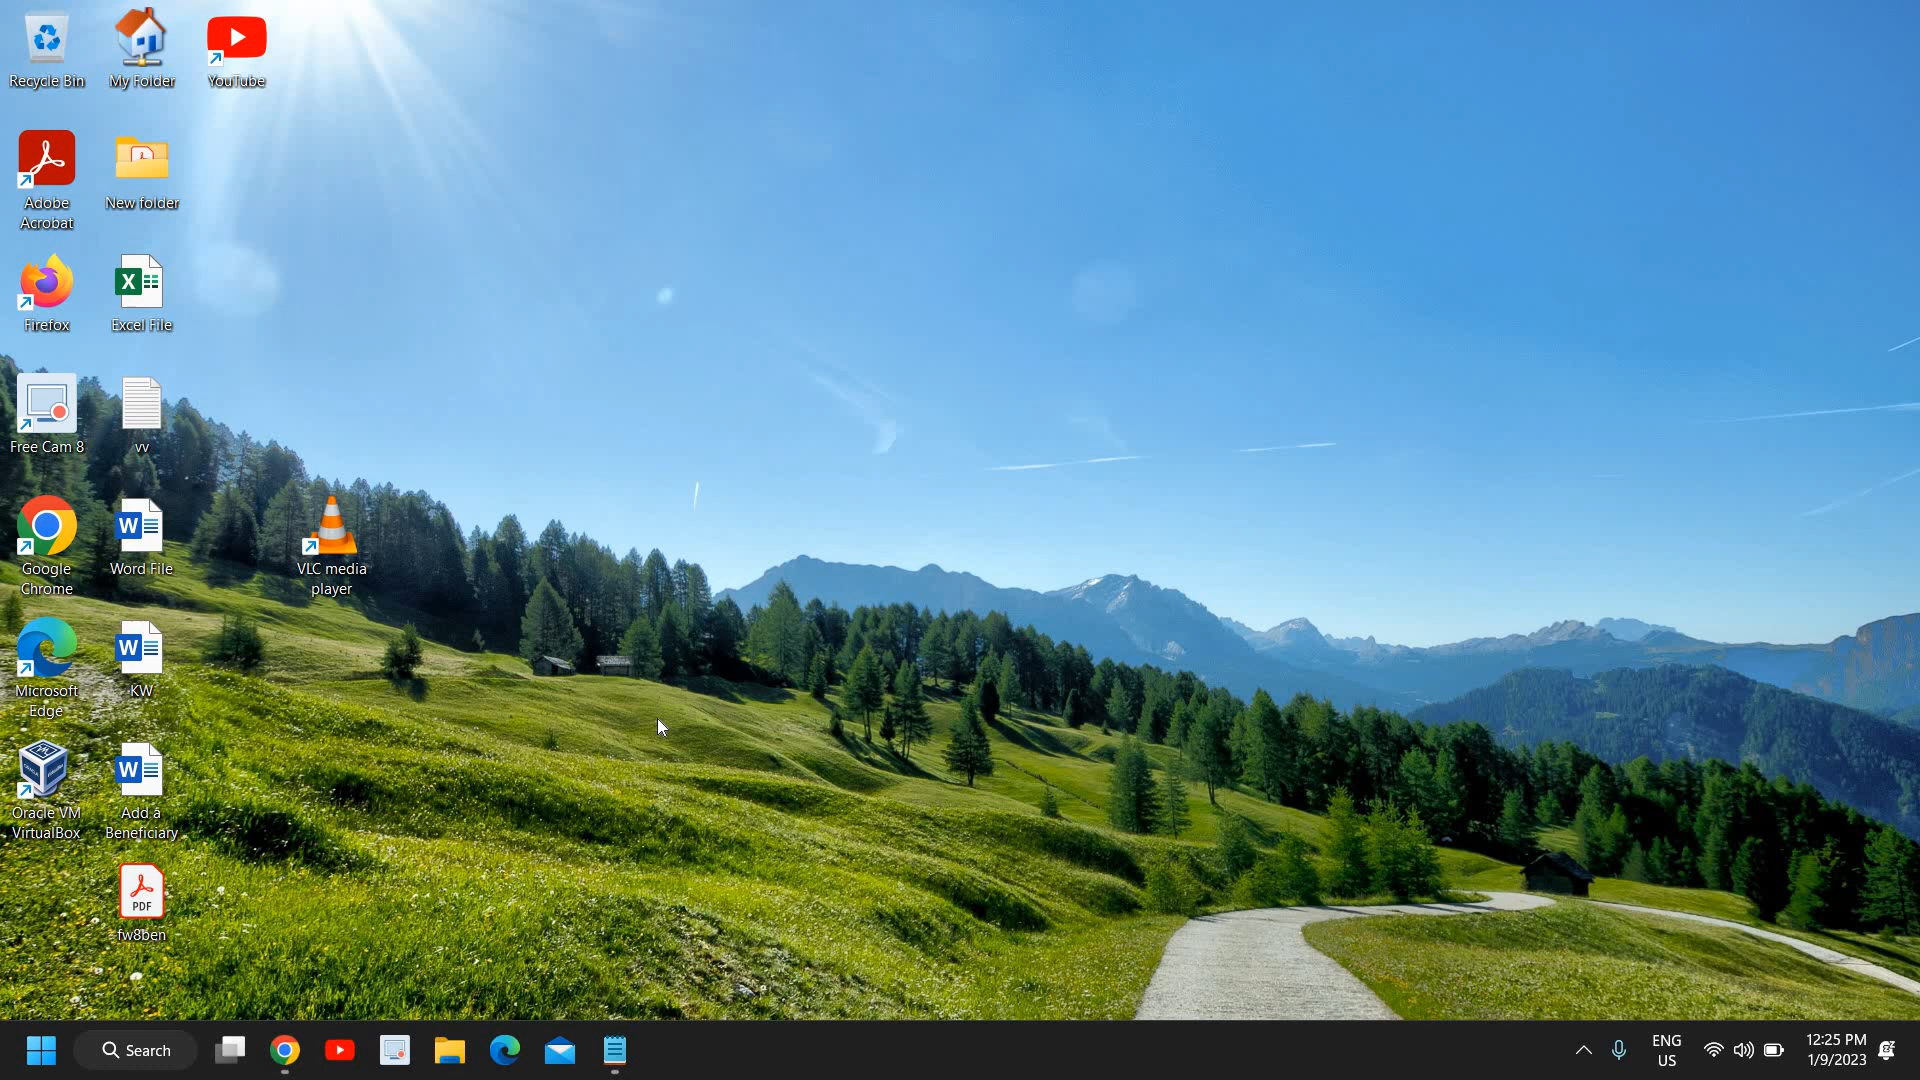 Recycle Bin
My Folder
YouTube
Adobe
Acrobat
New folder
Firefox
X
Excel File
Free Cam 8
vv
Google
Chrome
W
Word File
VLC media
player
Microsoft
Edge
W
KW
Oracle VM
VirtualBox
W
Add a
Beneficiary
PDF
fw8ben
Search
ENG
US
12:25 PM
1/9/2023